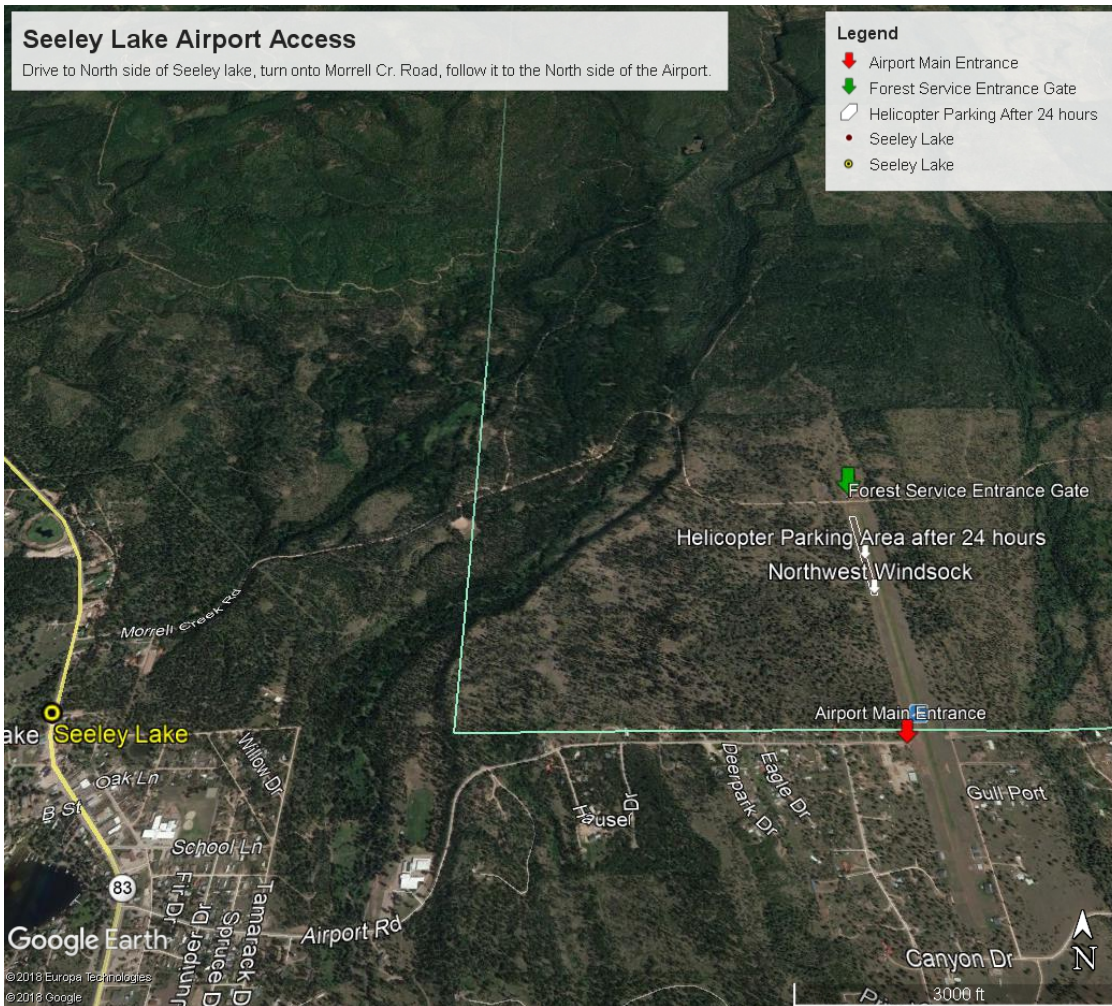 Seeley Lake Airport Access
Drive to North side of Seeley lake, turn onto Morrell Cr. Road, follow it to the North side of the Airport.
Legend
Airport Main Entrance
Forest Service Entrance Gate
Helicopter Parking After 24 hours
Seeley Lake
Seeley Lake
Forest Service Entrance Gate
Helicopter Parking Area after 24 hours
Northwest Windsock
Morrell Creek Rd
Airport Main Entrance
ake
Seeley Lake
Willow Dr
Oak Ln
B St
School Ln
Deerpark Dr
Eagle Dr
Hauser Dr
Gull Port
83
Fir Dr
Juniper Dr
Spruce D
Tamarack D
Airport Rd
Canyon Dr
Google Earth
©2018 Europa Technologies
©2018 Google
3000 ft
N